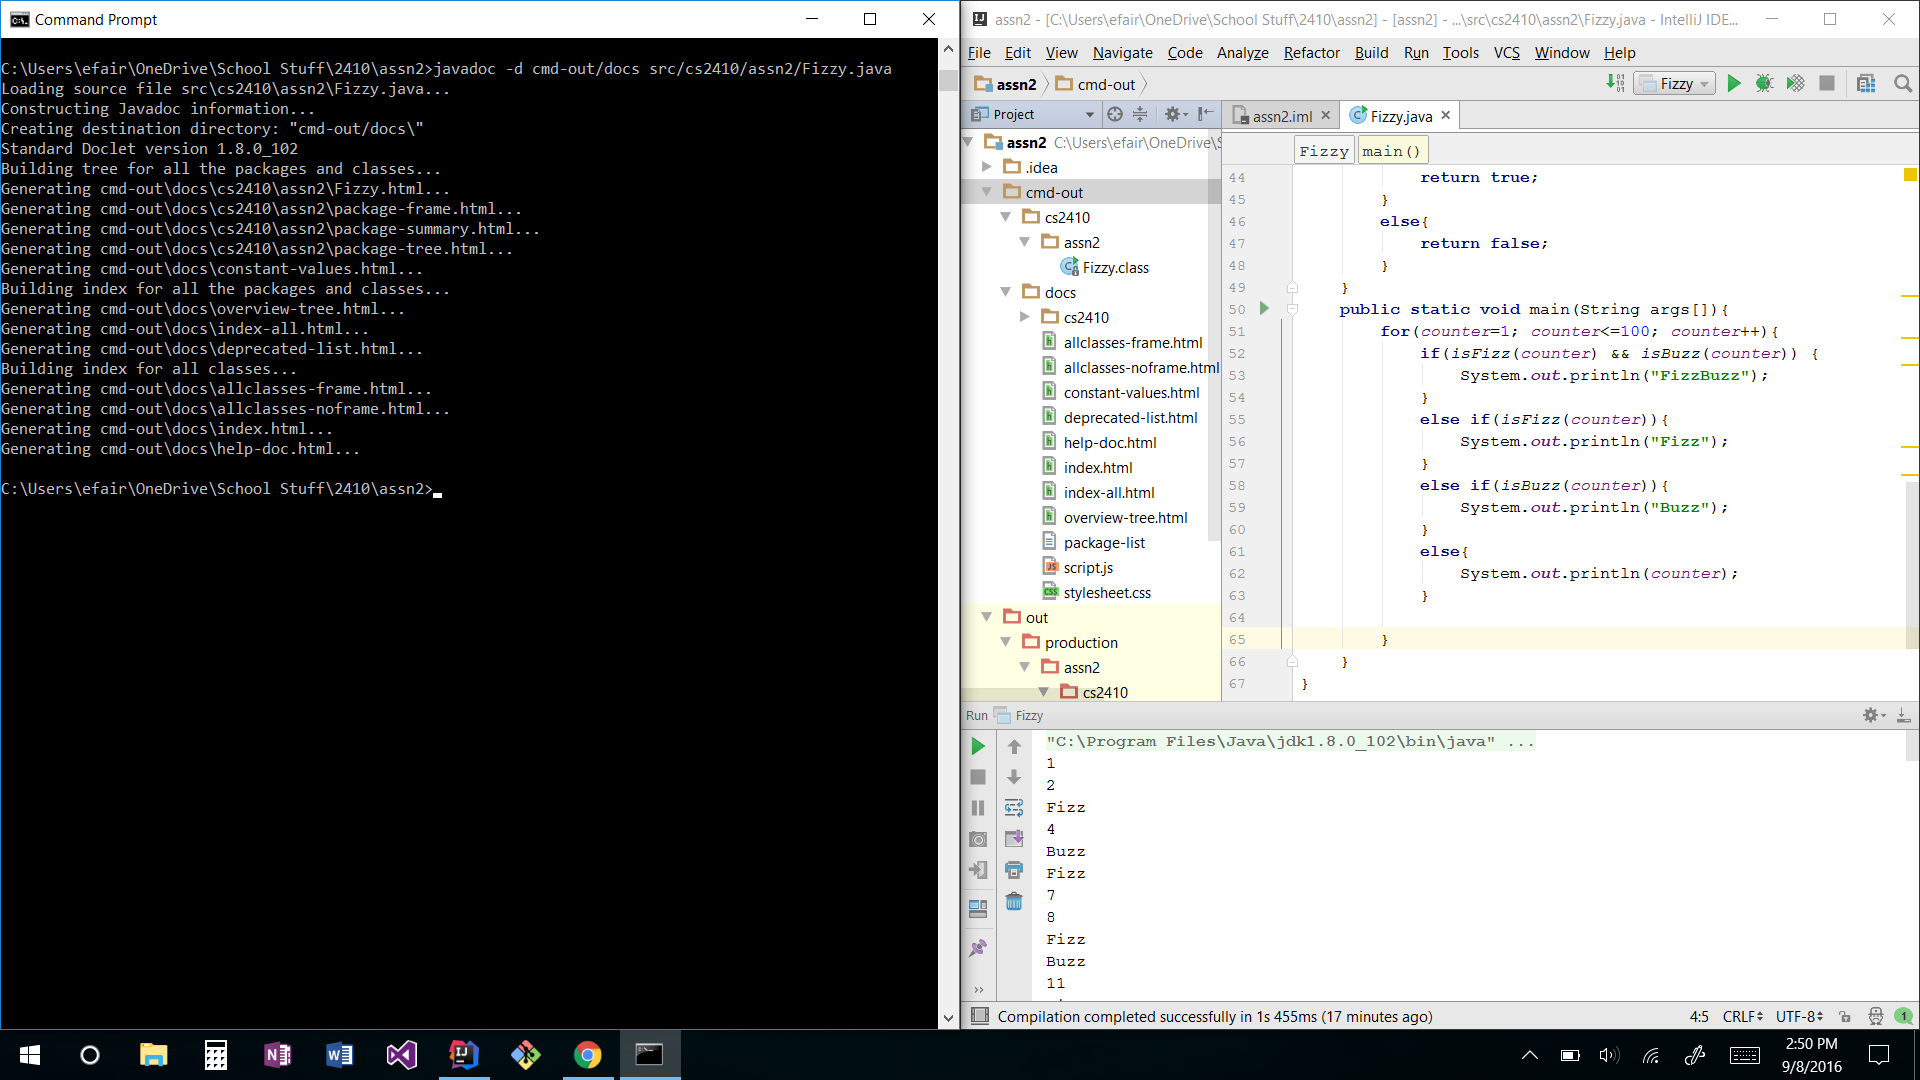 Command Prompt
C:\Users\efair\OneDrive\School Stuff\2410\assn2>javadoc -d cmd-out/docs src/cs2410/assn2/Fizzy.java
Loading source file src\cs2410\assn2\Fizzy.java...
Constructing Javadoc information...
Creating destination directory: "cmd-out/docs\"
Standard Doclet version 1.8.0_102
Building tree for all the packages and classes...
Generating cmd-out\docs\cs2410\assn2\Fizzy.html...
Generating cmd-out\docs\cs2410\assn2\package-frame.html...
Generating cmd-out\docs\cs2410\assn2\package-summary.html...
Generating cmd-out\docs\cs2410\assn2\package-tree.html...
Generating cmd-out\docs\constant-values.html...
Building index for all the packages and classes...
Generating cmd-out\docs\overview-tree.html...
Generating cmd-out\docs\index-all.html...
Generating cmd-out\docs\deprecated-list.html...
Building index for all classes...
Generating cmd-out\docs\allclasses-frame.html...
Generating cmd-out\docs\allclasses-noframe.html...
Generating cmd-out\docs\index.html...
Generating cmd-out\docs\help-doc.html...
C:\Users\efair\OneDrive\School Stuff\2410\assn2>
assn2 - [C:\Users\efair\OneDrive\School Stuff\2410\assn2] - [assn2] - ...\src\cs2410\assn2\Fizzy.java - IntelliJ IDE...
File Edit View Navigate Code Analyze Refactor Build Run Tools VCS Window Help
assn2 cmd-out Fizzy
Project
assn2.iml Fizzy.java
assn2 C:\Users\efair\OneDrive\S
.idea
cmd-out
cs2410
assn2
Fizzy.class
docs
cs2410
allclasses-frame.html
allclasses-noframe.html
constant-values.html
deprecated-list.html
help-doc.html
index.html
index-all.html
overview-tree.html
package-list
script.js
stylesheet.css
out
production
assn2
cs2410
Fizzy main()
44 return true;
45 }
46 else{
47 return false;
48 }
49 }
50 public static void main(String args[]){
51 for(counter=1; counter<=100; counter++){
52 if(isFizz(counter) && isBuzz(counter)) {
53 System.out.println("FizzBuzz");
54 }
55 else if(isFizz(counter)){
56 System.out.println("Fizz");
57 }
58 else if(isBuzz(counter)){
59 System.out.println("Buzz");
60 }
61 else{
62 System.out.println(counter);
63 }
64
65 }
66 }
67 }
Run Fizzy
"C:\Program Files\Java\jdk1.8.0_102\bin\java" ...
1
2
Fizz
4
Buzz
Fizz
7
8
Fizz
Buzz
11
Compilation completed successfully in 1s 455ms (17 minutes ago)
4:5 CRLF UTF-8 1
2:50 PM
9/8/2016